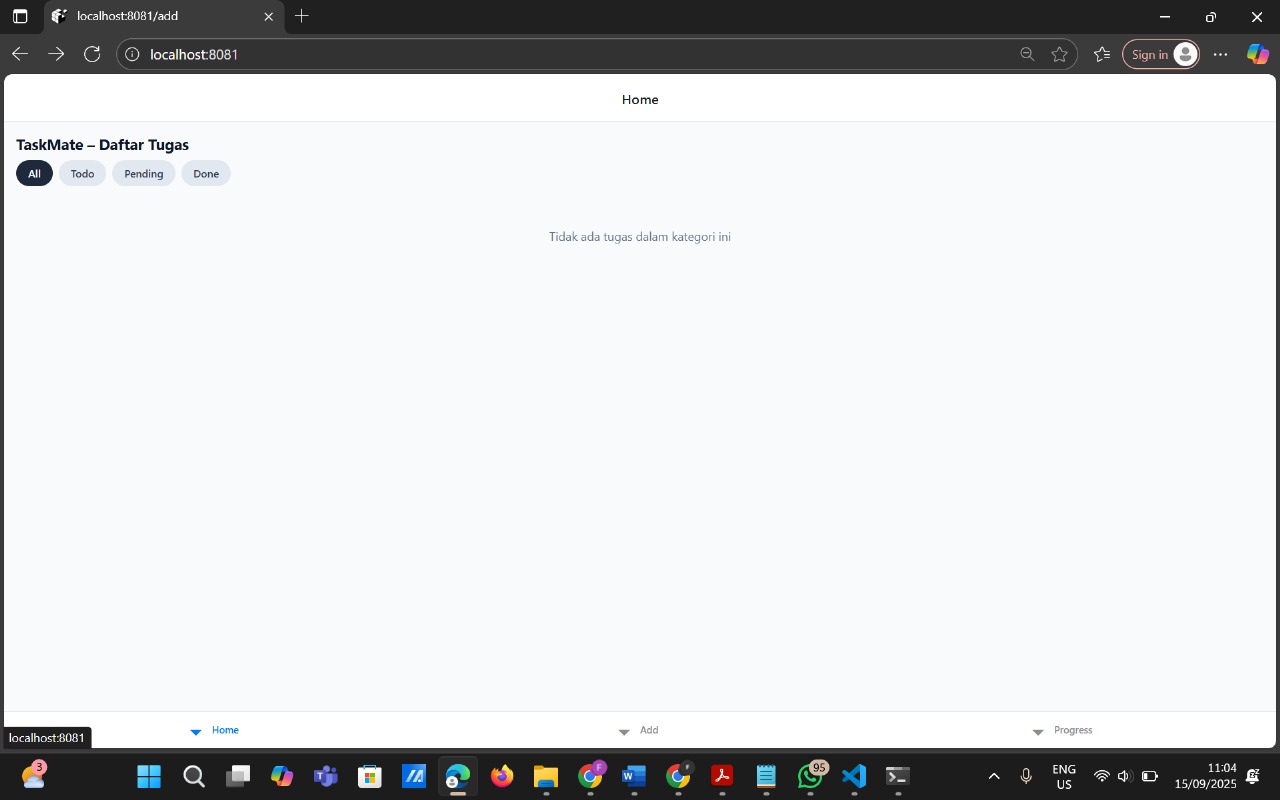 localhost:8081/add
localhost:8081
Sign in
Home
TaskMate – Daftar Tugas
All Todo Pending Done
Tidak ada tugas dalam kategori ini
Home Add Progress
localhost:8081
3
F
W
95
ENG
US
11:04
15/09/2025